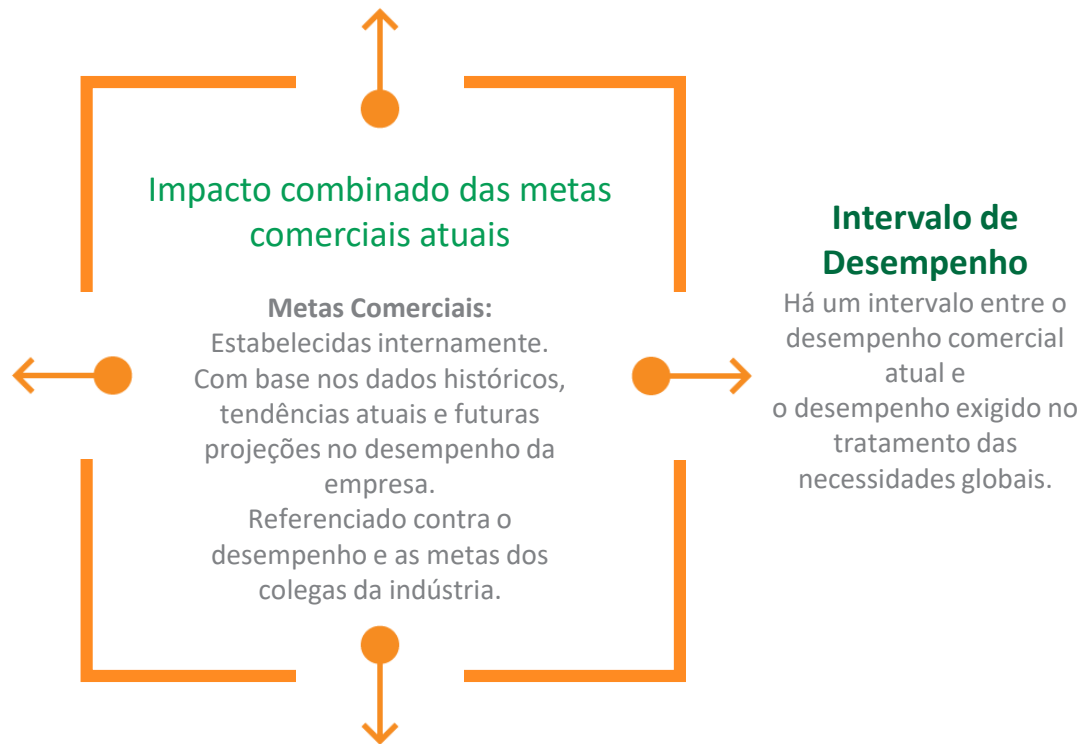 Impacto combinado das metas
comerciais atuais
Metas Comerciais:
Estabelecidas internamente.
Com base nos dados históricos,
tendências atuais e futuras
projeções no desempenho da
empresa.
Referenciado contra o
desempenho e as metas dos
colegas da indústria.
Intervalo de
Desempenho
Há um intervalo entre o
desempenho comercial
atual e
o desempenho exigido no
tratamento das
necessidades globais.